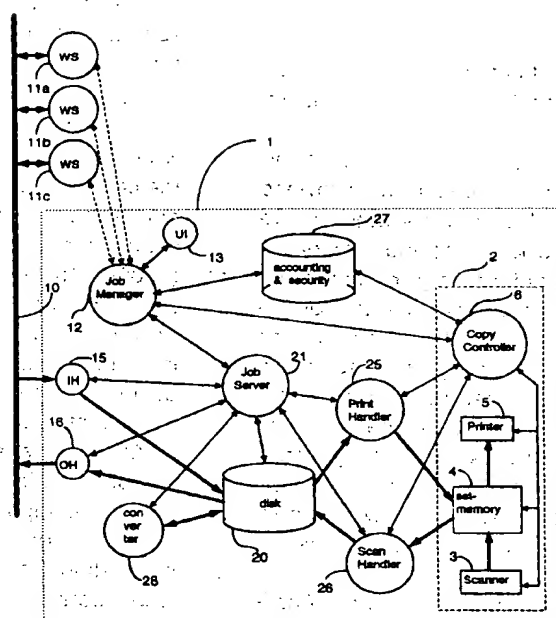 WS
11a
WS
11b
WS
11c
1
27
UI
13
accounting
& security
2
Job
Manager
12
10
6
Copy
Controller
15
IH
21
Job
Server
25
Print
Handler
5
Printer
16
OH
4
set-
memory
disk
20
con
ver
ter
28
Scan
Handler
26
3
Scanner